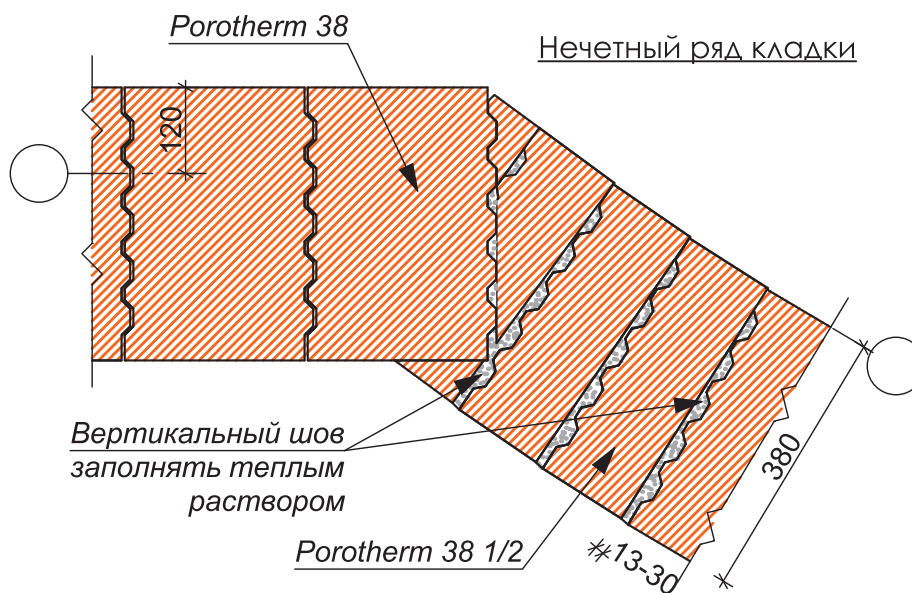 Porotherm 38
Нечетный ряд кладки
120
Вертикальный шов
заполнять теплым
раствором
380
Porotherm 38 1/2
**13-30